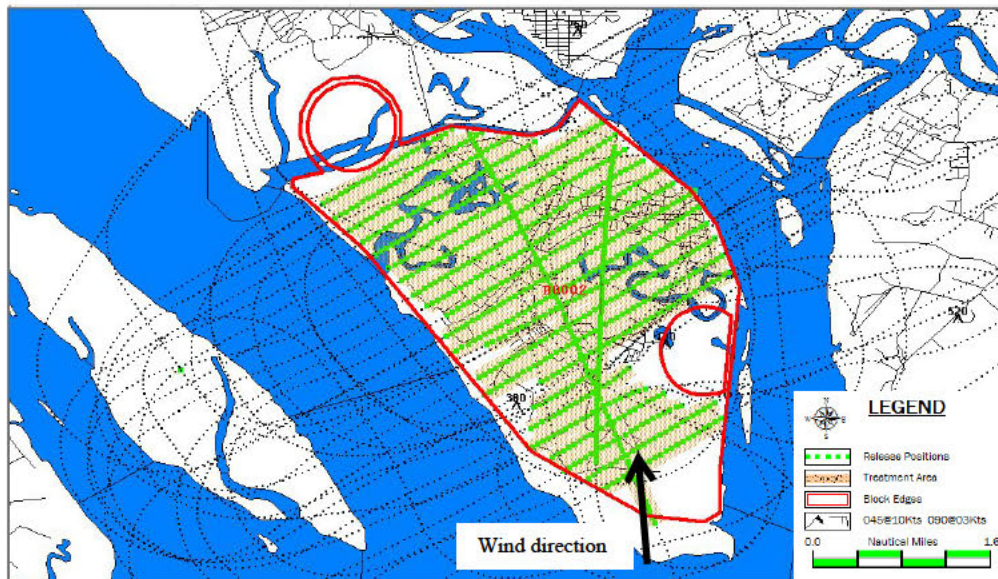 380
520
N
W E
S
LEGEND
Release Positions
Treatment Area
Block Edges
045@10Kts 090@03Kts
0.0 Nautical Miles 1.6
Wind direction